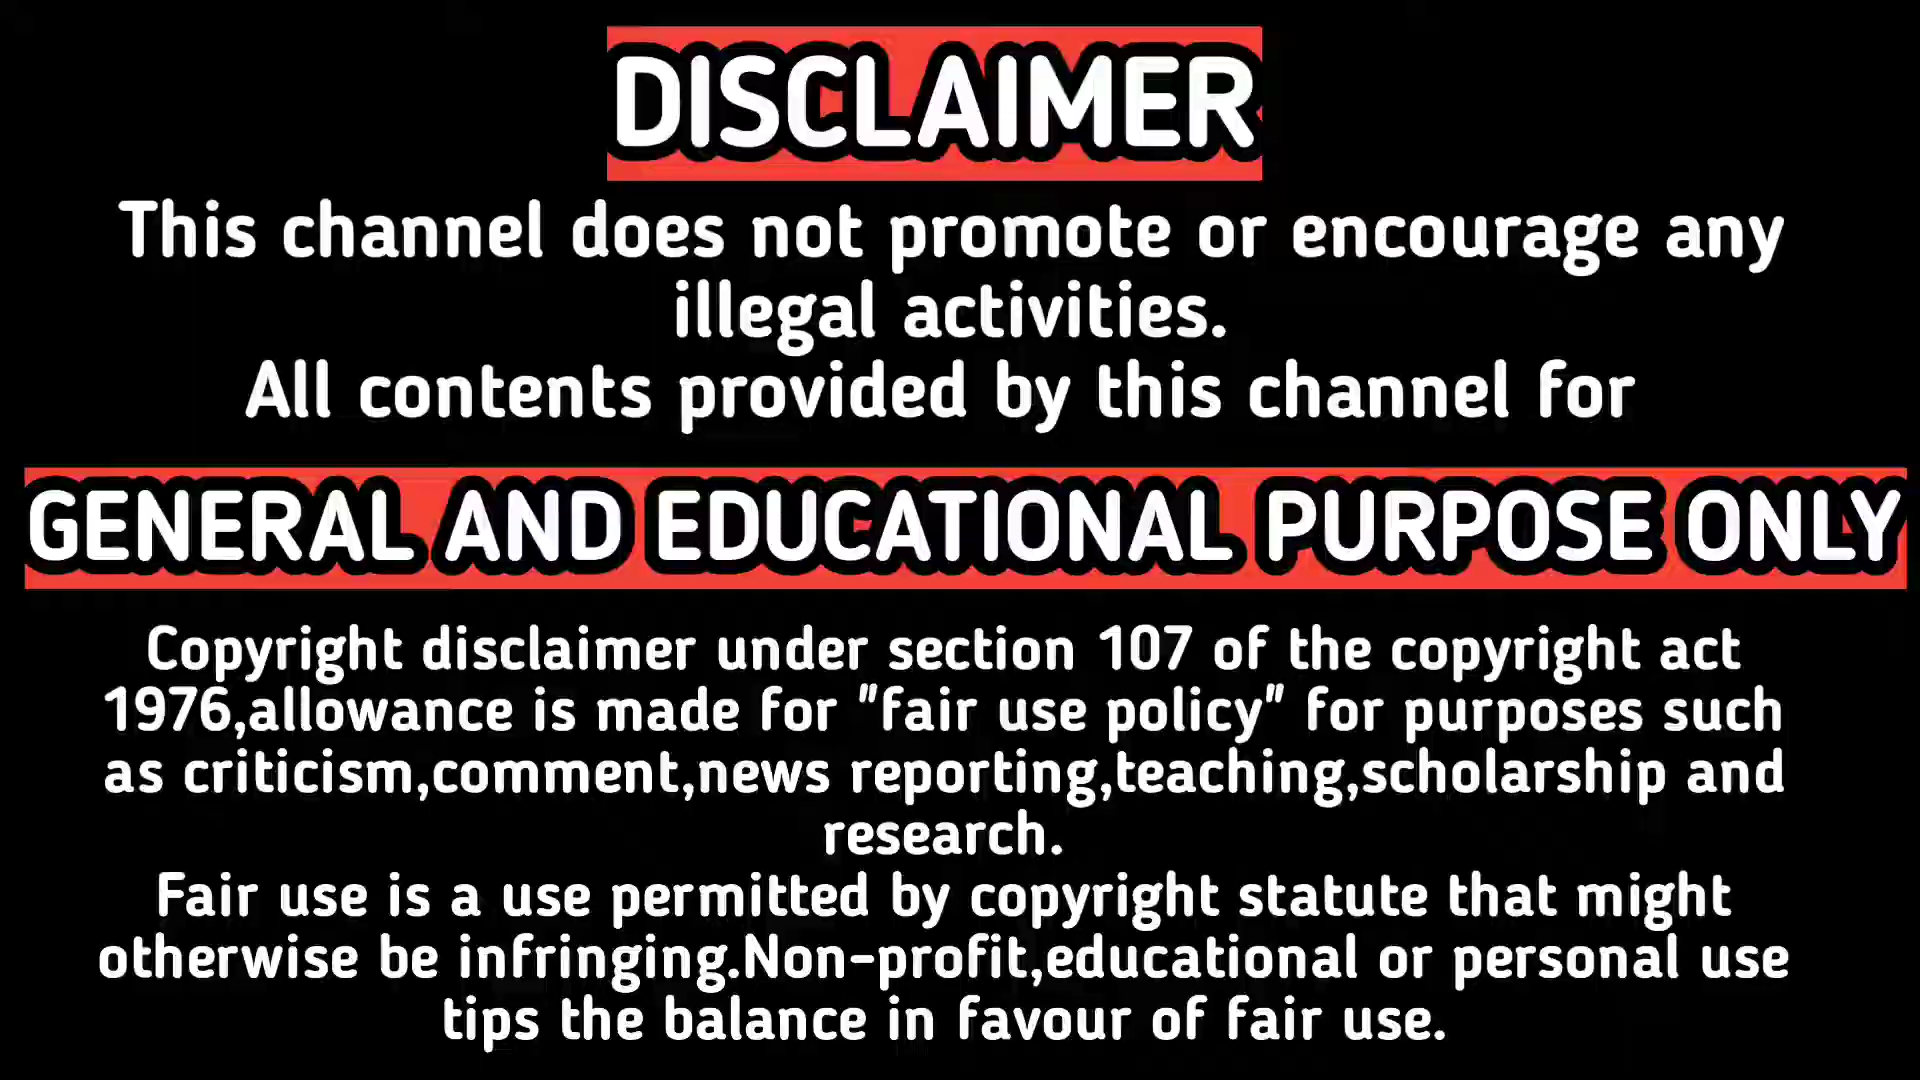 DISCLAIMER
This channel does not promote or encourage any
illegal activities.
All contents provided by this channel for
GENERAL AND EDUCATIONAL PURPOSE ONLY
Copyright disclaimer under section 107 of the copyright act
1976,allowance is made for "fair use policy" for purposes such
as criticism,comment,news reporting,teaching,scholarship and
research.
Fair use is a use permitted by copyright statute that might
otherwise be infringing.Non-profit,educational or personal use
tips the balance in favour of fair use.